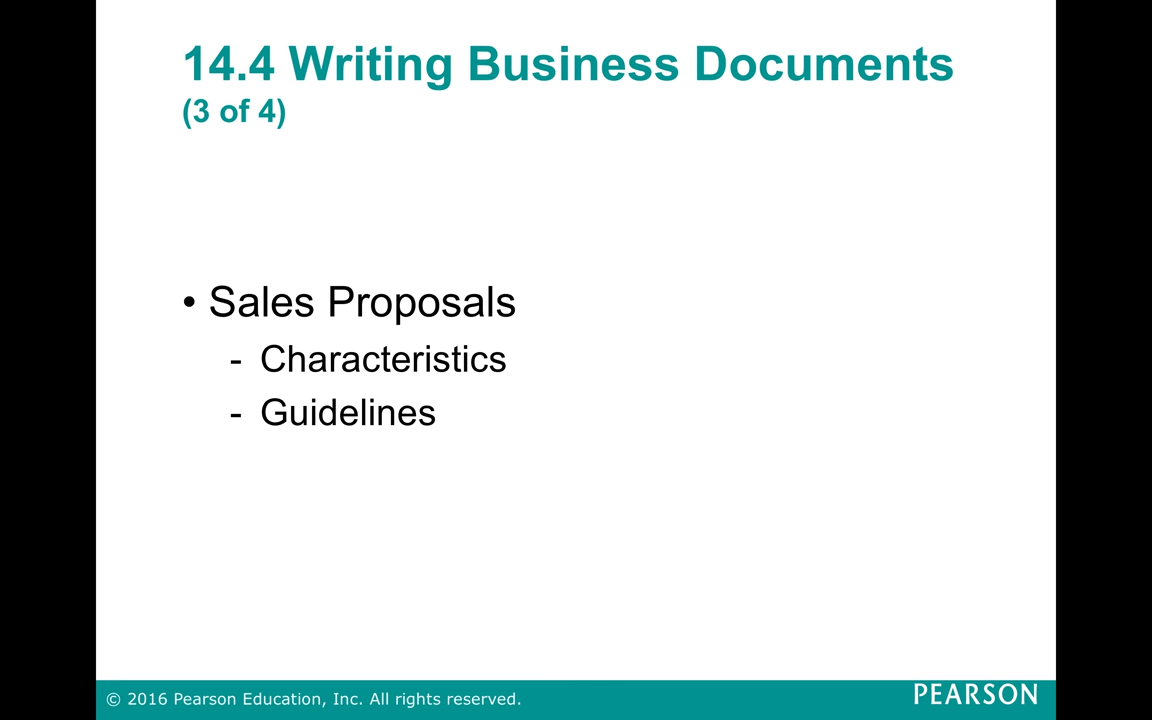 14.4 Writing Business Documents
(3 of 4)
• Sales Proposals
- Characteristics
- Guidelines
© 2016 Pearson Education, Inc. All rights reserved.
PEARSON